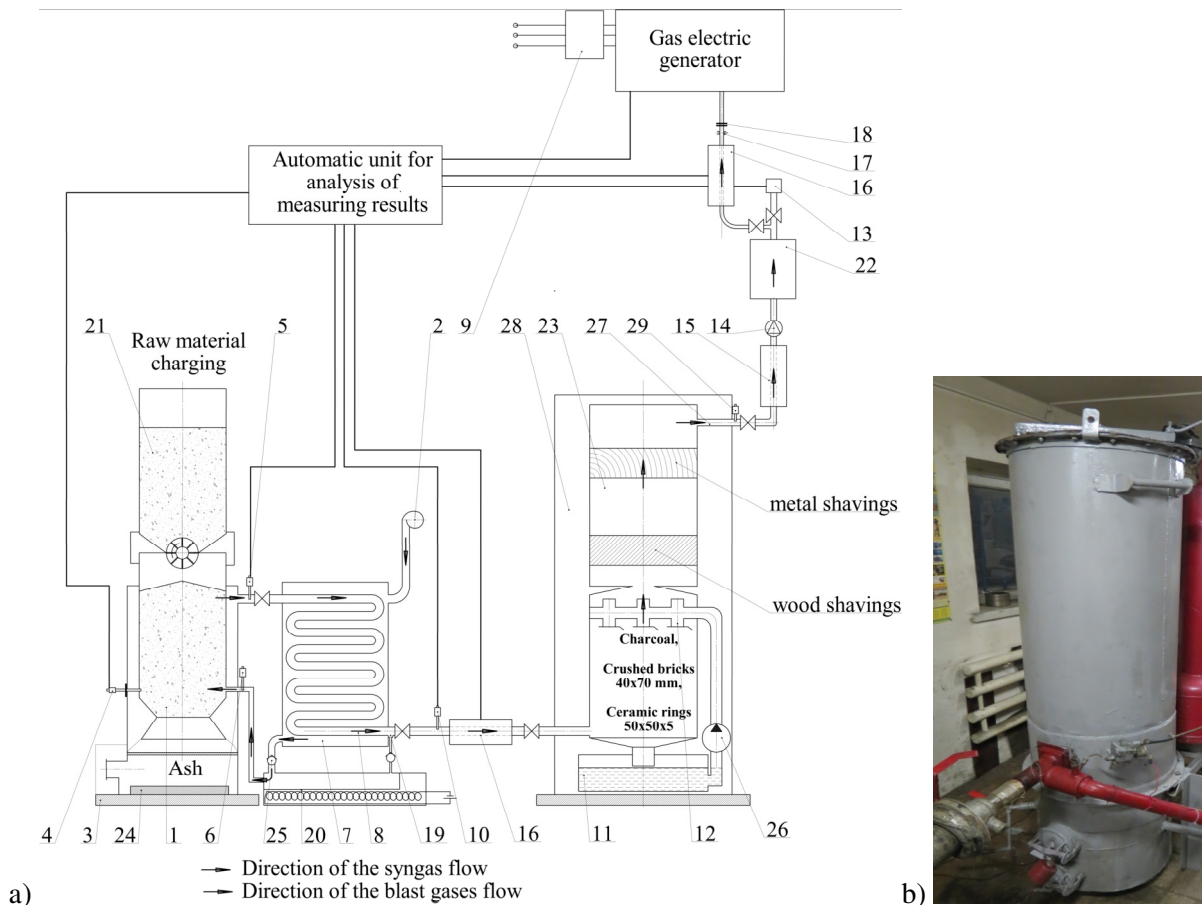 Gas electric
generator
18
17
16
13
22
Automatic unit for
analysis of
measuring results
21
5
2
9
28
23
27
29
15
14
Raw material
charging
metal shavings
wood shavings
Charcoal,
Crushed bricks
40x70 mm,
Ceramic rings
50x50x5
Ash
4
3
24
1
6
25
20
7
8
19
10
16
11
12
26
Direction of the syngas flow
Direction of the blast gases flow
a)
b)